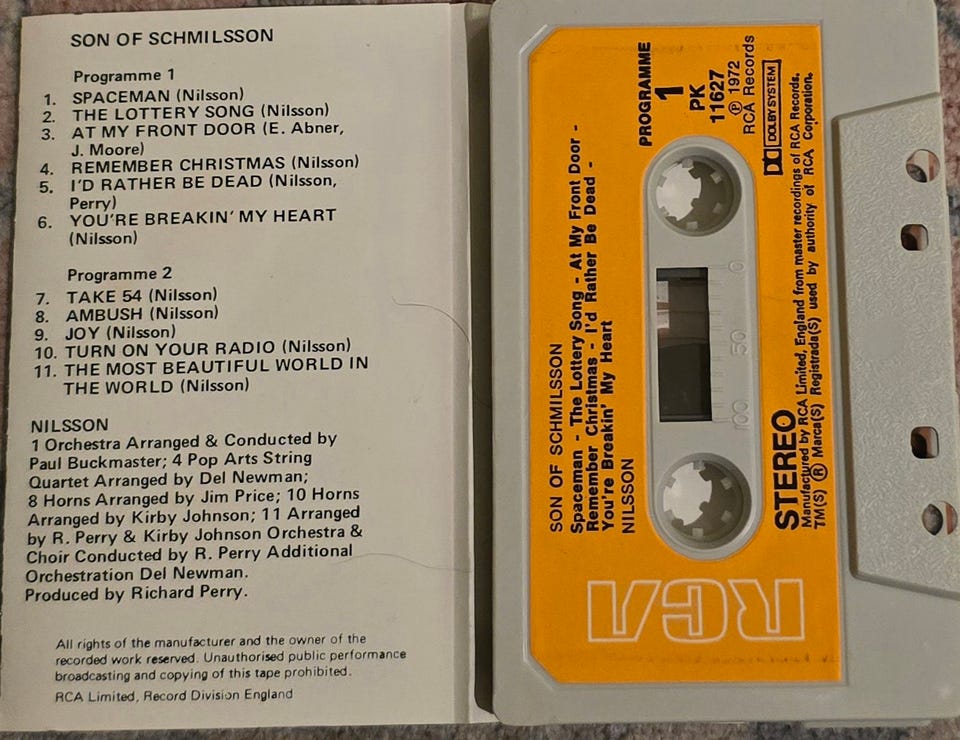 SON OF SCHMILSSON
Programme 1
1. SPACEMAN (Nilsson)
2. THE LOTTERY SONG (Nilsson)
3. AT MY FRONT DOOR (E. Abner,
J. Moore)
4. REMEMBER CHRISTMAS (Nilsson)
5. I'D RATHER BE DEAD (Nilsson,
Perry)
6. YOU'RE BREAKIN' MY HEART
(Nilsson)
Programme 2
7. TAKE 54 (Nilsson)
8. AMBUSH (Nilsson)
9. JOY (Nilsson)
10. TURN ON YOUR RADIO (Nilsson)
11. THE MOST BEAUTIFUL WORLD IN
THE WORLD (Nilsson)
NILSSON
1 Orchestra Arranged & Conducted by
Paul Buckmaster; 4 Pop Arts String
Quartet Arranged by Del Newman;
8 Horns Arranged by Jim Price; 10 Horns
Arranged by Kirby Johnson; 11 Arranged
by R. Perry & Kirby Johnson Orchestra &
Choir Conducted by R. Perry Additional
Orchestration Del Newman.
Produced by Richard Perry.
All rights of the manufacturer and the owner of the
recorded work reserved. Unauthorised public performance
broadcasting and copying of this tape prohibited.
RCA Limited, Record Division England
SON OF SCHMILSSON
Spaceman - The Lottery Song - At My Front Door -
Remember Christmas - I'd Rather Be Dead -
You're Breakin' My Heart
NILSSON
PROGRAMME
1
PK
11627
℗ 1972
RCA Records
DOLBY SYSTEM
100 50 0
STEREO
Manufactured by RCA Limited, England from master recordings of RCA Records.
TM(S) ® Marca(S) Registrada(S) used by authority of RCA Corporation.
RCA